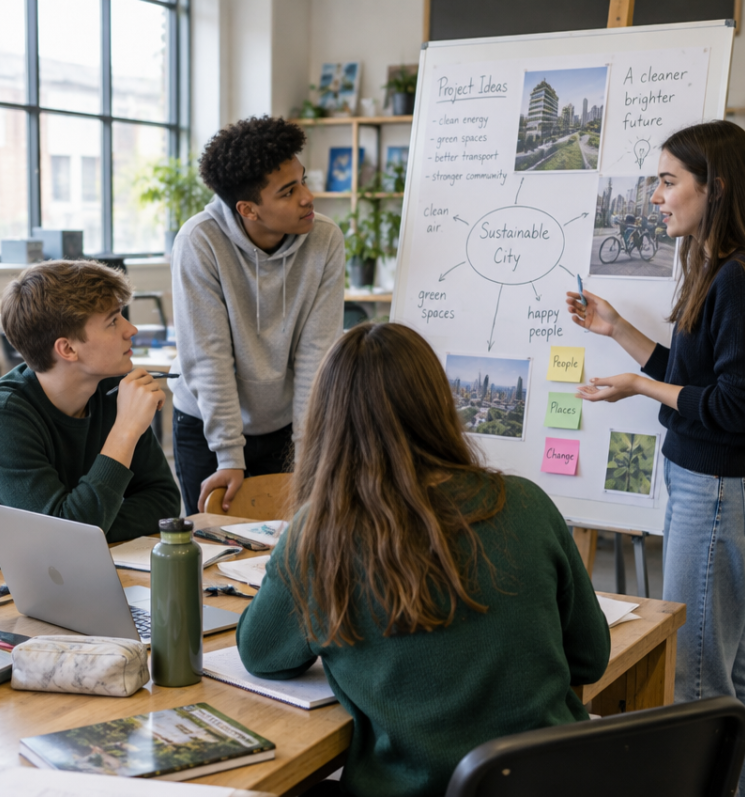 Project Ideas
- clean energy
- green spaces
- better transport
- stronger community
A cleaner
brighter
future
clean
air
Sustainable
City
green
spaces
happy
people
People
Places
Change